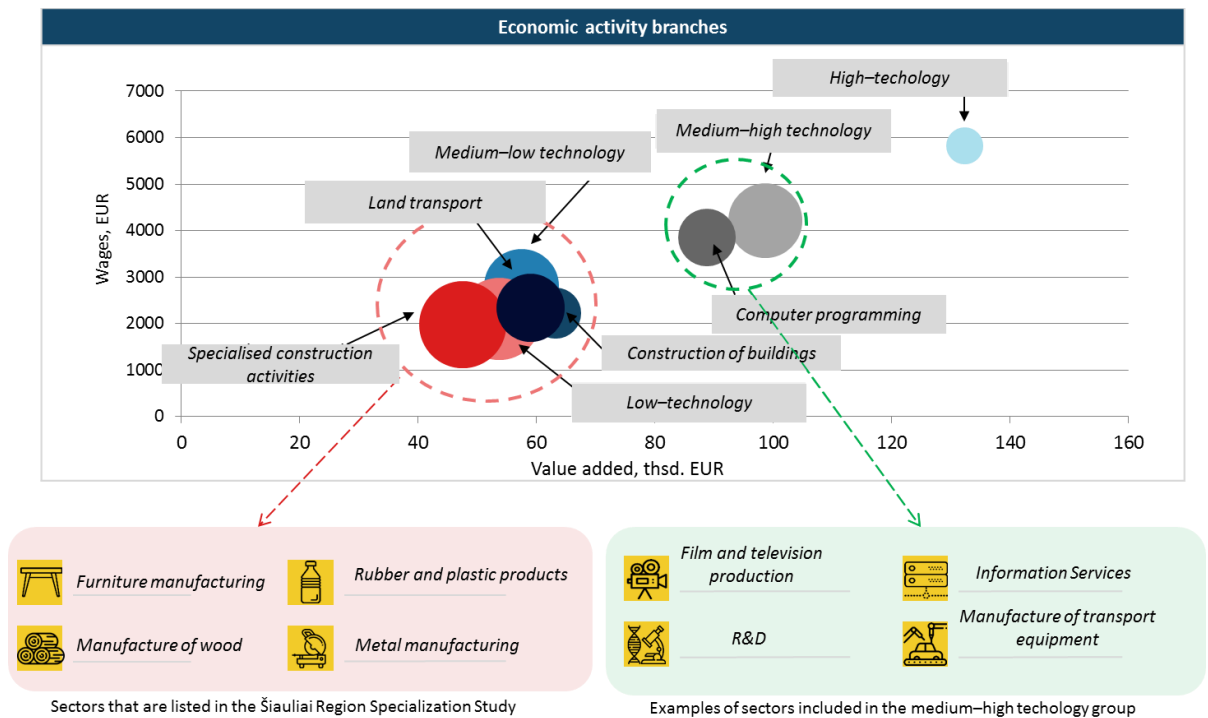 Economic activity branches
High–techology
Medium–high technology
Medium–low technology
Land transport
Computer programming
Specialised construction
activities
Construction of buildings
Low–technology
Wages, EUR
7000
6000
5000
4000
3000
2000
1000
0
0 20 40 60 80 100 120 140 160
Value added, thsd. EUR
Furniture manufacturing
Rubber and plastic products
Manufacture of wood
Metal manufacturing
Sectors that are listed in the Šiauliai Region Specialization Study
Film and television
production
Information Services
R&D
Manufacture of transport
equipment
Examples of sectors included in the medium–high techology group